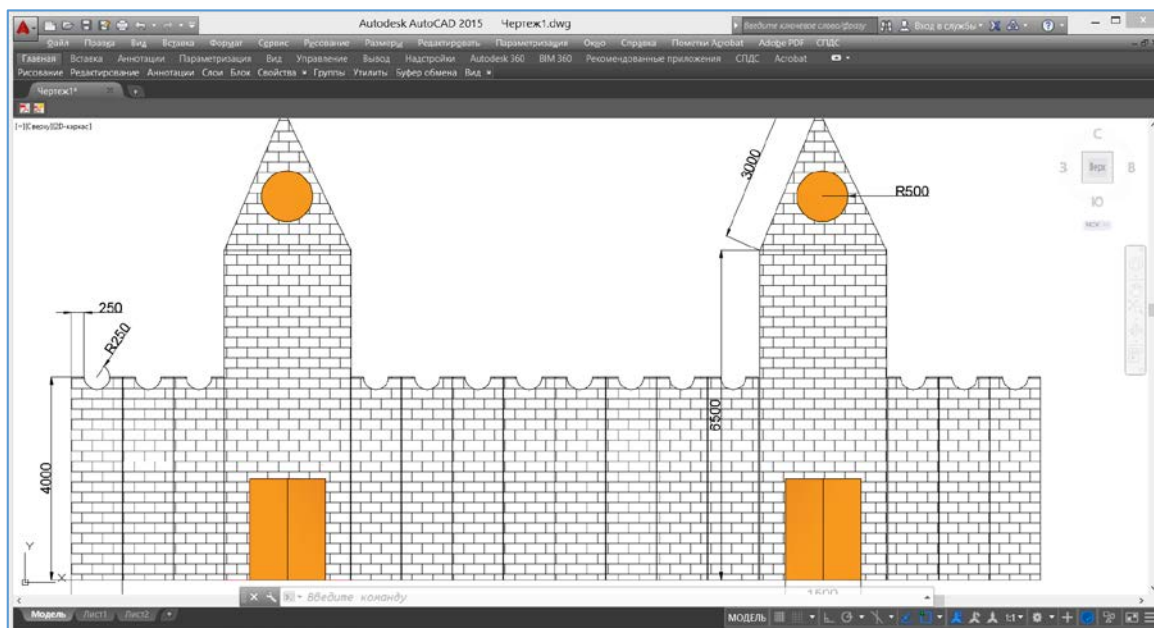 Autodesk AutoCAD 2015 Чертеж1.dwg
Введите ключевое слово/фразу
Вход в службы
Файл Правка Вид Вставка Формат Сервис Рисование Размеры Редактировать Параметризация Окно Справка Пометки Acrobat Adobe PDF СПДС
Главная Вставка Аннотации Параметризация Вид Управление Вывод Надстройки Autodesk 360 BIM 360 Рекомендованные приложения СПДС Acrobat
Рисование Редактирование Аннотации Слои Блок Свойства Группы Утилиты Буфер обмена Вид
Чертеж1*
[–][Сверху][2D-каркас]
С
З Верх В
Ю
МСК
3000
R500
250
R250
6500
4000
1500
Y
X
Введите команду
Модель Лист1 Лист2 +
МОДЕЛЬ 1:1